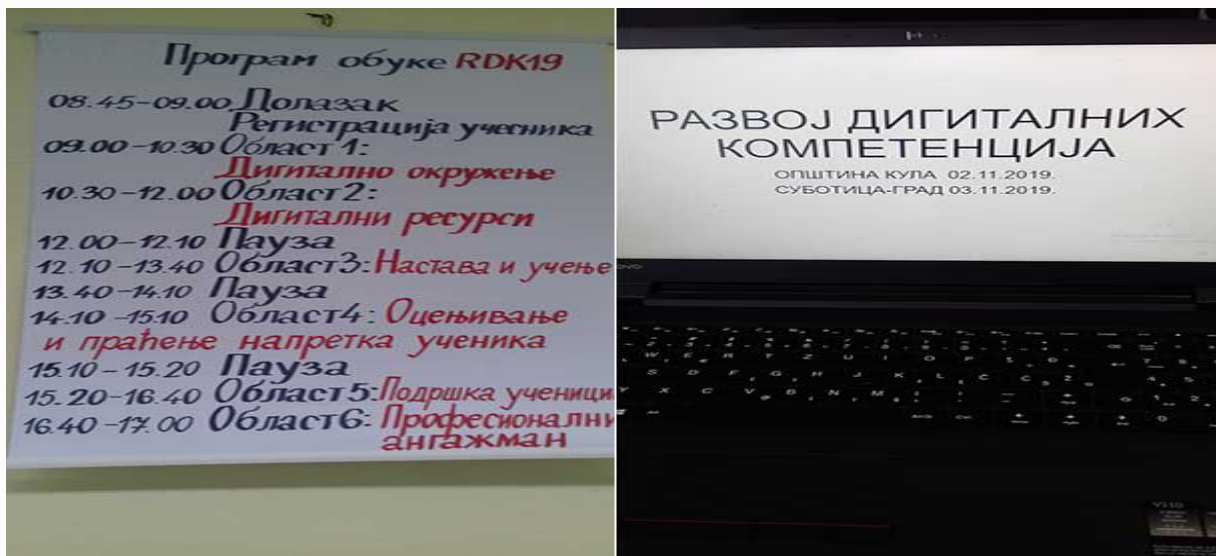 Програм обуке RDK19
08.45-09.00 Долазак
Регистрација учесника
09.00-10.30 Област 1:
Дигитално окружење
10.30-12.00 Област 2:
Дигитални ресурси
12.00-12.10 Пауза
12.10-13.40 Област 3: Настава и учење
13.40-14.10 Пауза
14.10-15.10 Област 4: Оцењивање
и праћење напретка ученика
15.10-15.20 Пауза
15.20-16.40 Област 5: Подршка
16.40-17.00 Област 6: Професионални
ангажман
РАЗВОЈ ДИГИТАЛНИХ
КОМПЕТЕНЦИЈА
ОПШТИНА КУЛА 02.11.2019.
СУБОТИЦА-ГРАД 03.11.2019.
W E R T Z U I O P Š Đ
S D F G H J K L Č Ć Ž
Y X C V B N M
V110